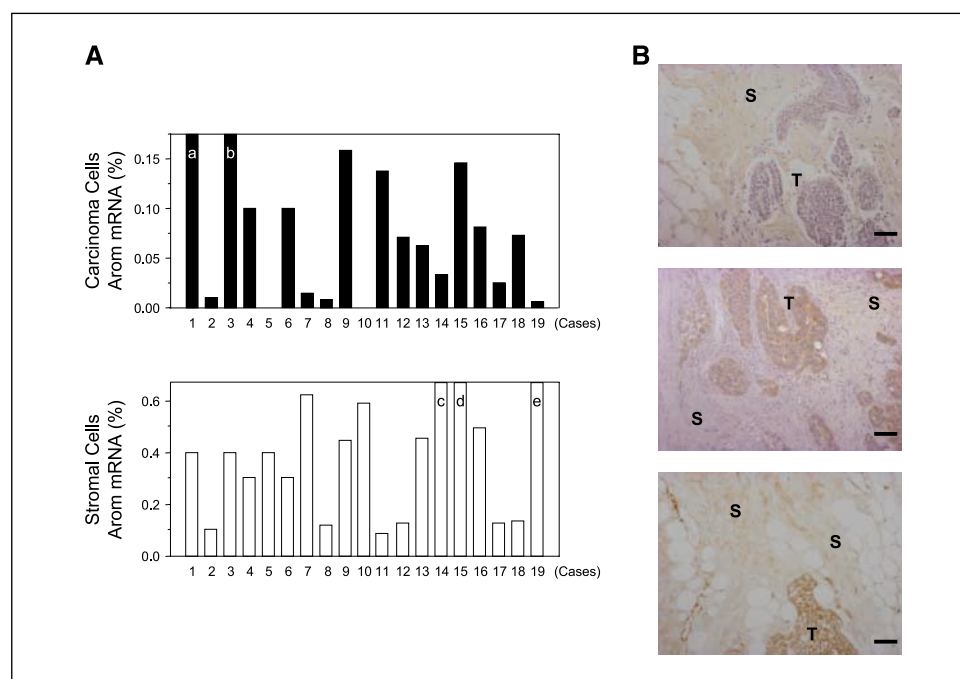 A
Carcinoma Cells
Arom mRNA (%)
0.15
0.10
0.05
0.00
a
b
1 2 3 4 5 6 7 8 9 10 11 12 13 14 15 16 17 18 19 (Cases)
Stromal Cells
Arom mRNA (%)
0.6
0.4
0.2
0.0
c
d
e
1 2 3 4 5 6 7 8 9 10 11 12 13 14 15 16 17 18 19 (Cases)
B
S
T
T
S
S
S
S
T